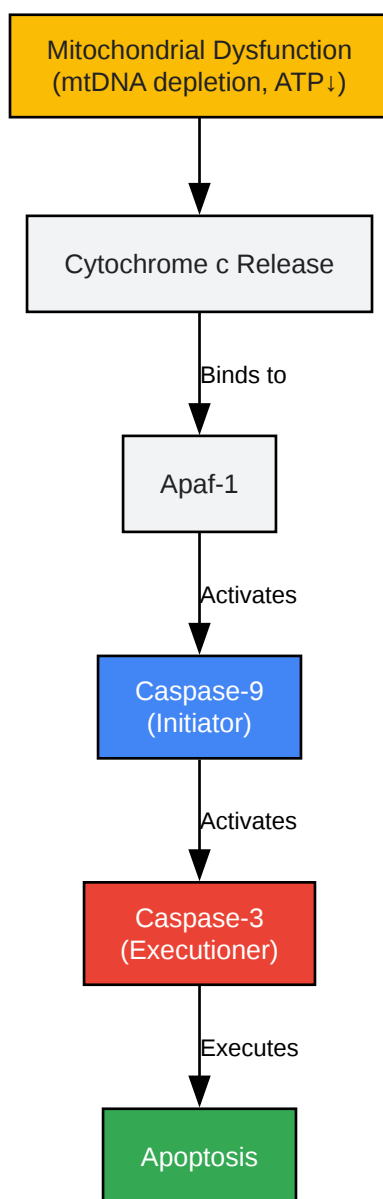 Mitochondrial Dysfunction
(mtDNA depletion, ATP↓)
Cytochrome c Release
Binds to
Apaf-1
Activates
Caspase-9
(Initiator)
Activates
Caspase-3
(Executioner)
Executes
Apoptosis